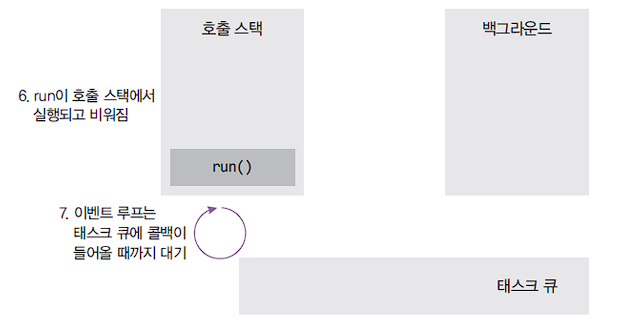 호출 스택
백그라운드
6. run이 호출 스택에서
실행되고 비워짐
run()
7. 이벤트 루프는
태스크 큐에 콜백이
들어올 때까지 대기
태스크 큐